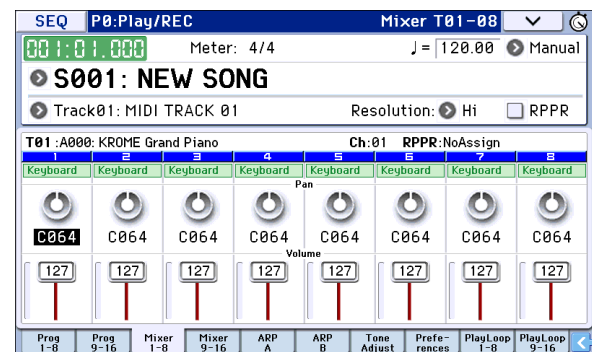 SEQ P0:Play/REC Mixer T01-08
001:01.000 Meter: 4/4 ♩= 120.00 Manual
S001: NEW SONG
Track01: MIDI TRACK 01 Resolution: Hi RPPR
T01 :A000: KROME Grand Piano Ch:01 RPPR:NoAssign
1 2 3 4 5 6 7 8
Keyboard Keyboard Keyboard Keyboard Keyboard Keyboard Keyboard Keyboard
Pan
C064 C064 C064 C064 C064 C064 C064 C064
Volume
127 127 127 127 127 127 127 127
Prog 1-8 Prog 9-16 Mixer 1-8 Mixer 9-16 ARP A ARP B Tone Adjust Prefe-rences PlayLoop 1-8 PlayLoop 9-16